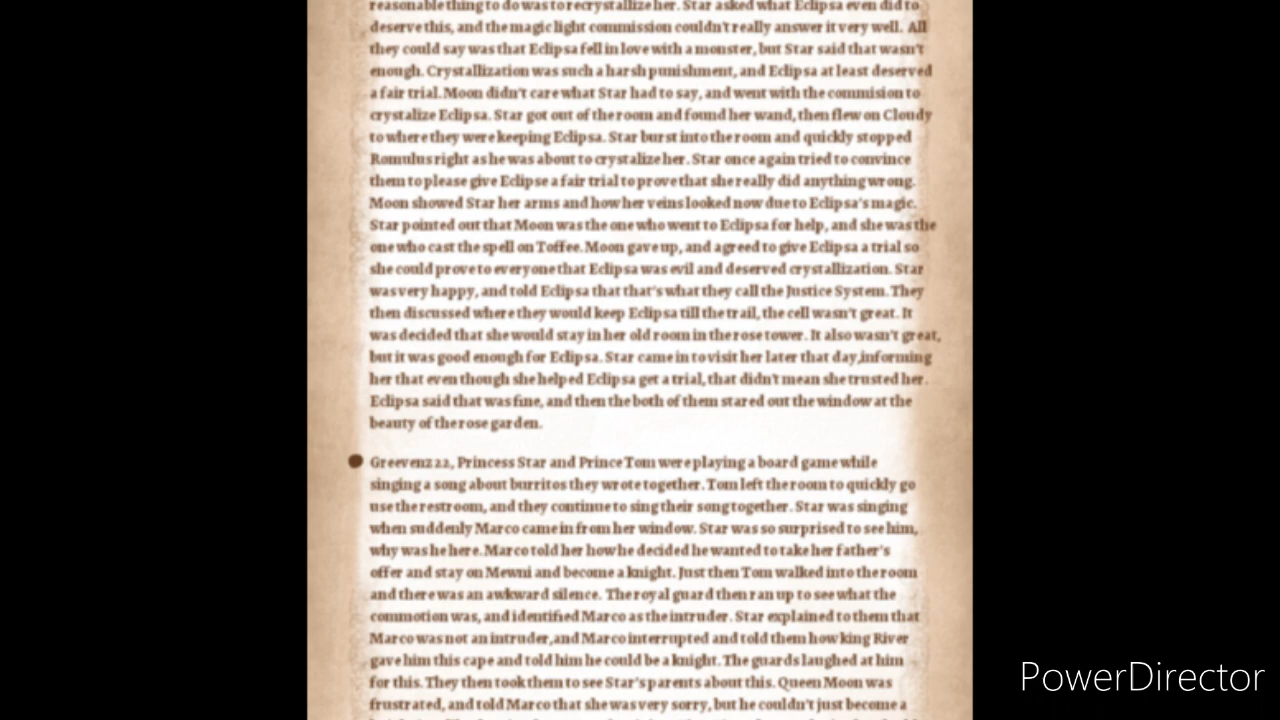 reasonable thing to do was to recrystallize her. Star asked what Eclipsa even did to
deserve this, and the magic light commission couldn't really answer it very well. All
they could say was that Eclipsa fell in love with a monster, but Star said that wasn't
enough. Crystallization was such a harsh punishment, and Eclipsa at least deserved
a fair trial. Moon didn't care what Star had to say, and went with the commision to
crystalize Eclipsa. Star got out of the room and found her wand, then flew on Cloudy
to where they were keeping Eclipsa. Star burst into the room and quickly stopped
Romulus right as he was about to crystalize her. Star once again tried to convince
them to please give Eclipse a fair trial to prove that she really did anything wrong.
Moon showed Star her arms and how her veins looked now due to Eclipsa's magic.
Star pointed out that Moon was the one who went to Eclipsa for help, and she was the
one who cast the spell on Toffee. Moon gave up, and agreed to give Eclipsa a trial so
she could prove to everyone that Eclipsa was evil and deserved crystallization. Star
was very happy, and told Eclipsa that that's what they call the Justice System. They
then discussed where they would keep Eclipsa till the trail, the cell wasn't great. It
was decided that she would stay in her old room in the rose tower. It also wasn't great,
but it was good enough for Eclipsa. Star came in to visit her later that day,informing
her that even though she helped Eclipsa get a trial, that didn't mean she trusted her.
Eclipsa said that was fine, and then the both of them stared out the window at the
beauty of the rose garden.
Greevenz 22, Princess Star and Prince Tom were playing a board game while
singing a song about burritos they wrote together. Tom left the room to quickly go
use the restroom, and they continue to sing their song together. Star was singing
when suddenly Marco came in from her window. Star was so surprised to see him,
why was he here. Marco told her how he decided he wanted to take her father's
offer and stay on Mewni and become a knight. Just then Tom walked into the room
and there was an awkward silence. The royal guard then ran up to see what the
commotion was, and identified Marco as the intruder. Star explained to them that
Marco was not an intruder,and Marco interrupted and told them how king River
gave him this cape and told him he could be a knight. The guards laughed at him
for this. They then took them to see Star's parents about this. Queen Moon was
frustrated, and told Marco that she was very sorry, but he couldn't just become a
PowerDirector